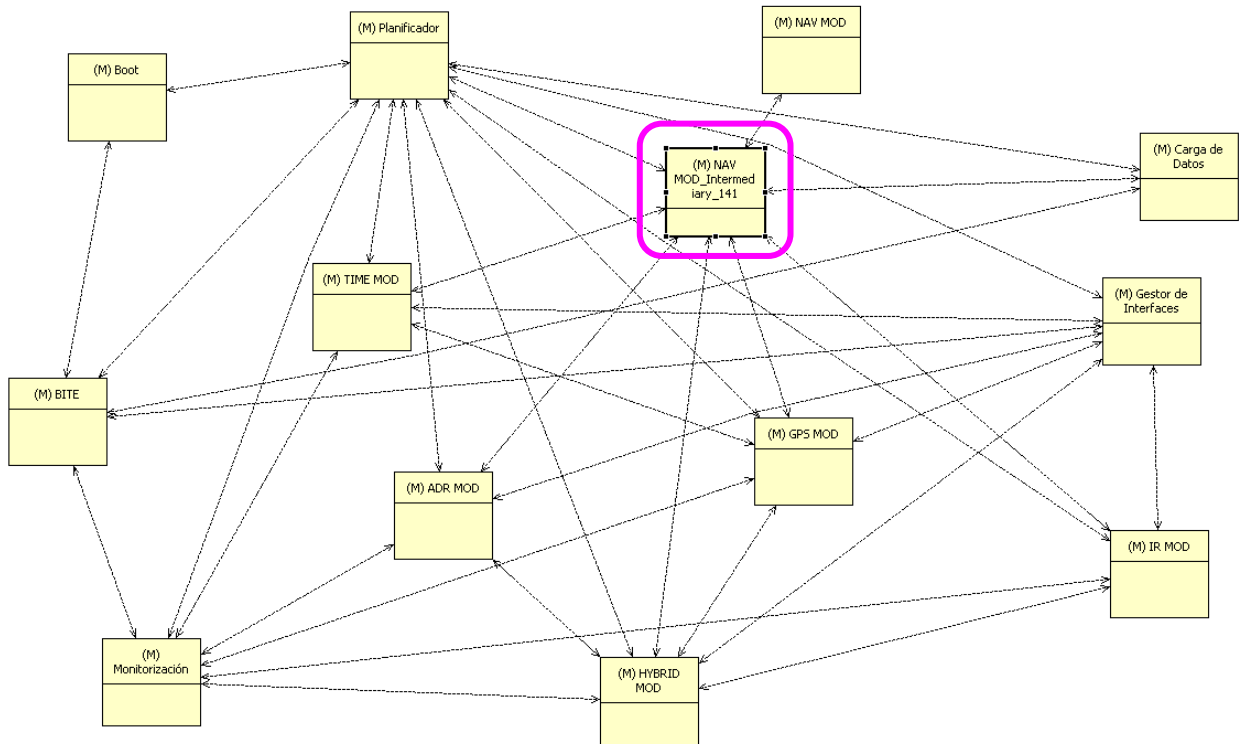 (M) Planificador
(M) NAV MOD
(M) Boot
(M) NAV
MOD_Intermed
iary_141
(M) Carga de
Datos
(M) TIME MOD
(M) Gestor de
Interfaces
(M) BITE
(M) GPS MOD
(M) ADR MOD
(M) IR MOD
(M)
Monitorización
(M) HYBRID
MOD